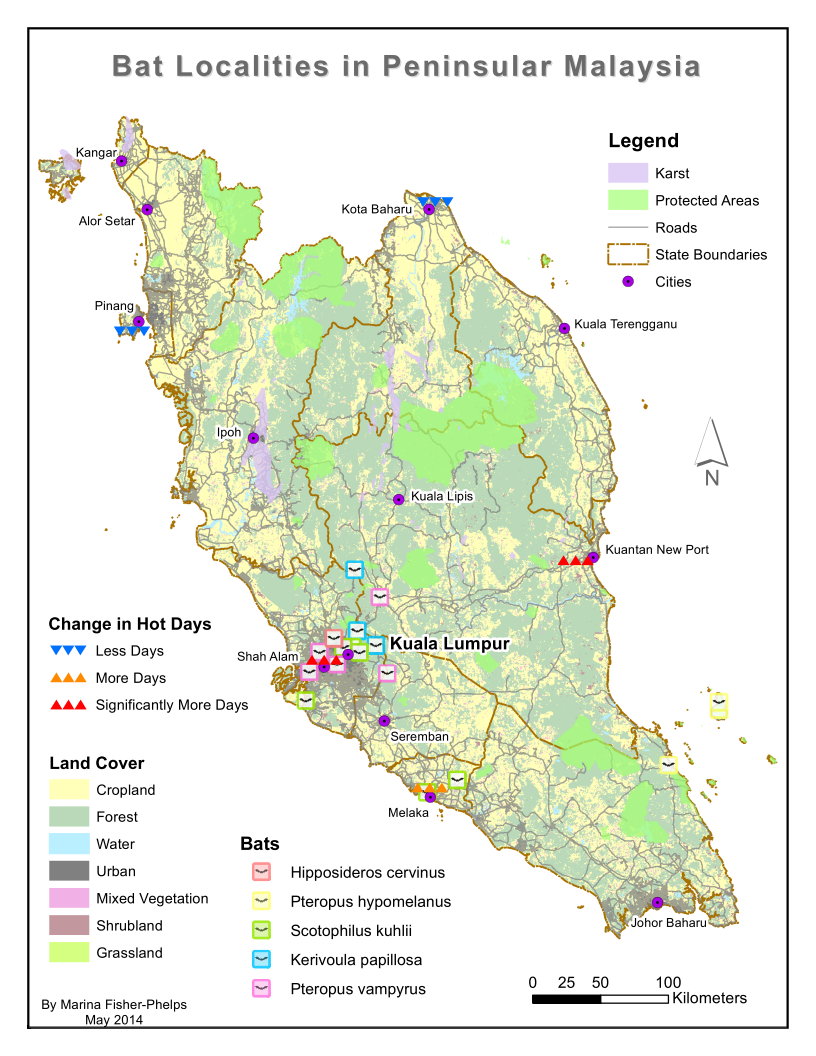 Bat Localities in Peninsular Malaysia
Legend
Karst
Protected Areas
Roads
State Boundaries
Cities
Kangar
Alor Setar
Kota Baharu
Pinang
Kuala Terengganu
Ipoh
N
Kuala Lipis
Kuantan New Port
Kuala Lumpur
Shah Alam
Seremban
Melaka
Johor Baharu
Change in Hot Days
Less Days
More Days
Significantly More Days
Land Cover
Cropland
Forest
Water
Urban
Mixed Vegetation
Shrubland
Grassland
Bats
Hipposideros cervinus
Pteropus hypomelanus
Scotophilus kuhlii
Kerivoula papillosa
Pteropus vampyrus
0 25 50 100
Kilometers
By Marina Fisher-Phelps
May 2014